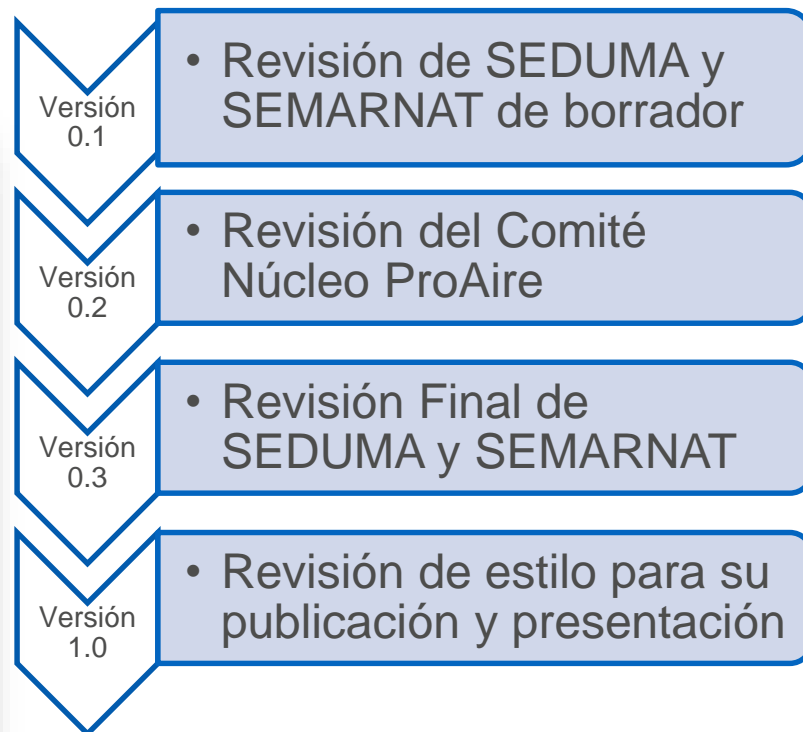 Versión
0.1
• Revisión de SEDUMA y
SEMARNAT de borrador
Versión
0.2
• Revisión del Comité
Núcleo ProAire
Versión
0.3
• Revisión Final de
SEDUMA y SEMARNAT
Versión
1.0
• Revisión de estilo para su
publicación y presentación